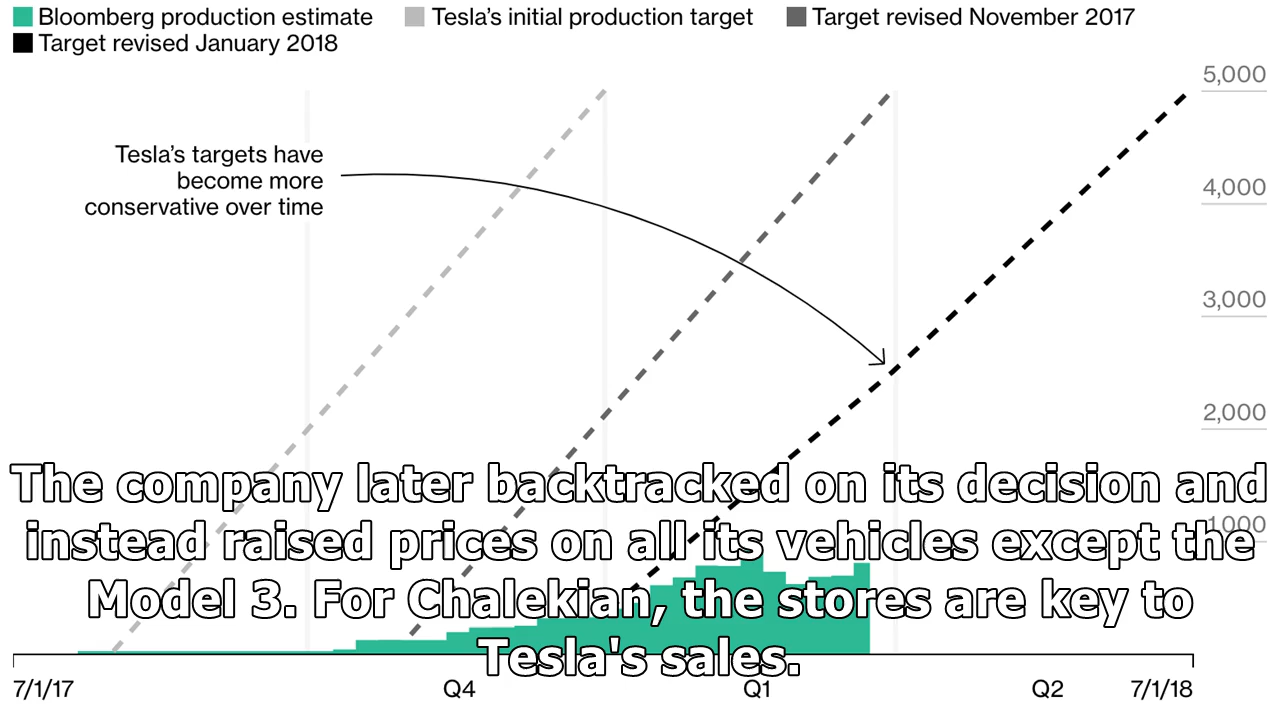 Bloomberg production estimate
Tesla's initial production target
Target revised November 2017
Target revised January 2018
5,000
Tesla's targets have
become more
conservative over time
4,000
3,000
2,000
The company later backtracked on its decision and
1,000
instead raised prices on all its vehicles except the
Model 3. For Chalekian, the stores are key to
Tesla's sales.
7/1/17
Q4
Q1
Q2
7/1/18